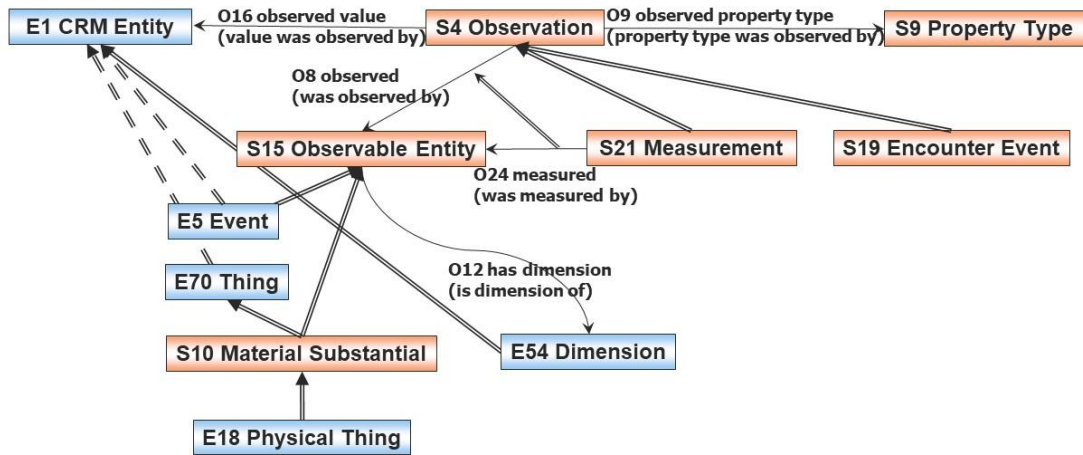 E1 CRM Entity
O16 observed value
(value was observed by)
S4 Observation
O9 observed property type
(property type was observed by)
S9 Property Type
O8 observed
(was observed by)
S15 Observable Entity
S21 Measurement
S19 Encounter Event
O24 measured
(was measured by)
E5 Event
E70 Thing
O12 has dimension
(is dimension of)
S10 Material Substantial
E54 Dimension
E18 Physical Thing